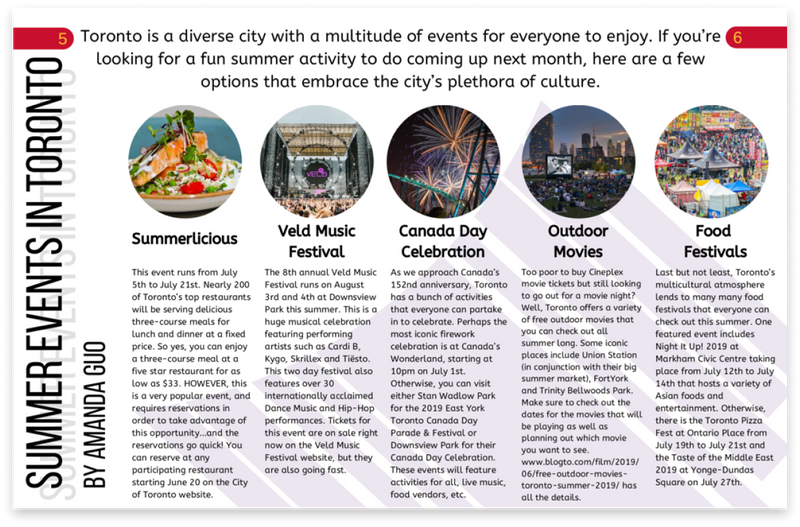 5
6
SUMMER EVENTS IN TORONTO
BY AMANDA GUO
Toronto is a diverse city with a multitude of events for everyone to enjoy. If you're
looking for a fun summer activity to do coming up next month, here are a few
options that embrace the city's plethora of culture.
Summerlicious
This event runs from July
5th to July 21st. Nearly 200
of Toronto's top restaurants
will be serving delicious
three-course meals for
lunch and dinner at a fixed
price. So yes, you can enjoy
a three-course meal at a
five star restaurant for as
low as $33. HOWEVER, this
is a very popular event, and
requires reservations in
order to take advantage of
this opportunity...and the
reservations go quick! You
can reserve at any
participating restaurant
starting June 20 on the City
of Toronto website.
VELD
Veld Music
Festival
The 8th annual Veld Music
Festival runs on August
3rd and 4th at Downsview
Park this summer. This is a
huge musical celebration
featuring performing
artists such as Cardi B,
Kygo, Skrillex and Tiësto.
This two day festival also
features over 30
internationally acclaimed
Dance Music and Hip-Hop
performances. Tickets for
this event are on sale right
now on the Veld Music
Festival website, but they
are also going fast.
Canada Day
Celebration
As we approach Canada's
152nd anniversary, Toronto
has a bunch of activities
that everyone can partake
in to celebrate. Perhaps the
most iconic firework
celebration is at Canada's
Wonderland, starting at
10pm on July 1st.
Otherwise, you can visit
either Stan Wadlow Park
for the 2019 East York
Toronto Canada Day
Parade & Festival or
Downsview Park for their
Canada Day Celebration.
These events will feature
activities for all, live music,
food vendors, etc.
Outdoor
Movies
Too poor to buy Cineplex
movie tickets but still looking
to go out for a movie night?
Well, Toronto offers a variety
of free outdoor movies that
you can check out all
summer long. Some iconic
places include Union Station
(in conjunction with their big
summer market), FortYork
and Trinity Bellwoods Park.
Make sure to check out the
dates for the movies that will
be playing as well as
planning out which movie
you want to see.
www.blogto.com/film/2019/
06/free-outdoor-movies-
toronto-summer-2019/ has
all the details.
Food
Festivals
Last but not least, Toronto's
multicultural atmosphere
lends to many many food
festivals that everyone can
check out this summer. One
featured event includes
Night It Up! 2019 at
Markham Civic Centre taking
place from July 12th to July
14th that hosts a variety of
Asian foods and
entertainment. Otherwise,
there is the Toronto Pizza
Fest at Ontario Place from
July 19th to July 21st and
the Taste of the Middle East
2019 at Yonge-Dundas
Square on July 27th.